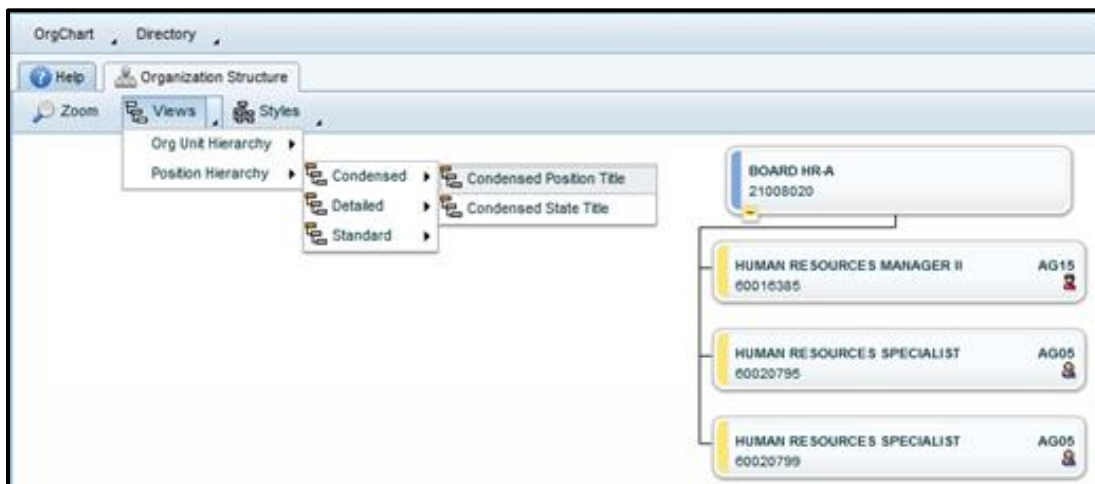 OrgChart Directory
Help Organization Structure
Zoom Views Styles
Org Unit Hierarchy
Position Hierarchy
Condensed
Detailed
Standard
Condensed Position Title
Condensed State Title
BOARD HR-A
21008020
HUMAN RESOURCES MANAGER II AG15
60016385
HUMAN RESOURCES SPECIALIST AG05
60020795
HUMAN RESOURCES SPECIALIST AG05
60020799